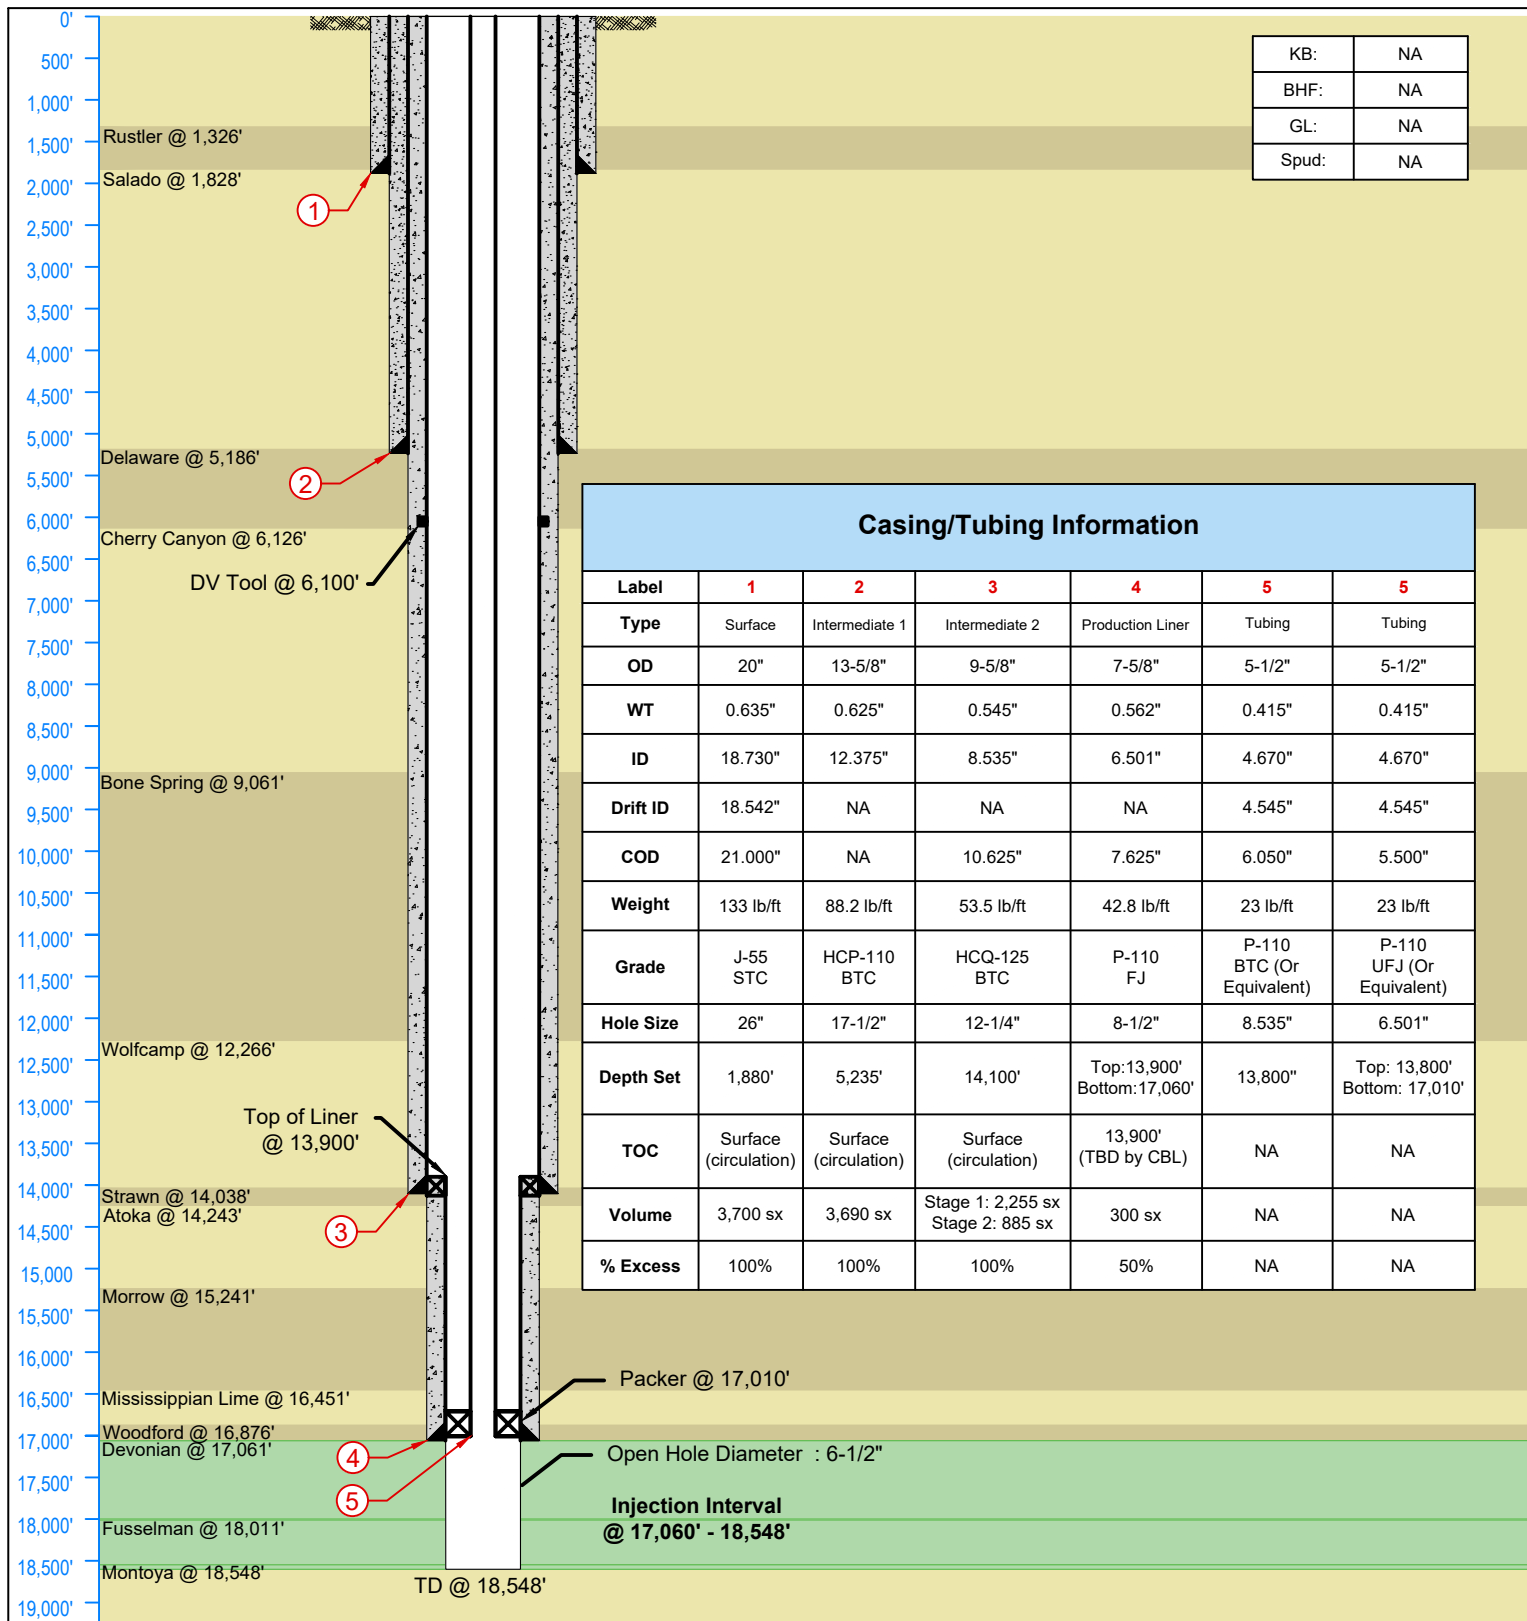 0'
500'
1,000'
1,500'
2,000'
2,500'
3,000'
3,500'
4,000'
4,500'
5,000'
5,500'
6,000'
6,500'
7,000'
7,500'
8,000'
8,500'
9,000'
9,500'
10,000'
10,500'
11,000'
11,500'
12,000'
12,500'
13,000'
13,500'
14,000'
14,500'
15,000
15,500'
16,000'
16,500'
17,000'
17,500'
18,000'
18,500'
19,000'
Rustler @ 1,326'
Salado @ 1,828'
1
Delaware @ 5,186'
2
Cherry Canyon @ 6,126'
DV Tool @ 6,100'
Bone Spring @ 9,061'
Wolfcamp @ 12,266'
Top of Liner
@ 13,900'
Strawn @ 14,038'
Atoka @ 14,243'
3
Morrow @ 15,241'
Mississippian Lime @ 16,451'
Woodford @ 16,876'
Devonian @ 17,061'
4
5
Fusselman @ 18,011'
Montoya @ 18,548'
TD @ 18,548'
Packer @ 17,010'
Open Hole Diameter : 6-1/2"
Injection Interval
@ 17,060' - 18,548'
KB: NA
BHF: NA
GL: NA
Spud: NA
Casing/Tubing Information
Label 1 2 3 4 5 5
Type Surface Intermediate 1 Intermediate 2 Production Liner Tubing Tubing
OD 20" 13-5/8" 9-5/8" 7-5/8" 5-1/2" 5-1/2"
WT 0.635" 0.625" 0.545" 0.562" 0.415" 0.415"
ID 18.730" 12.375" 8.535" 6.501" 4.670" 4.670"
Drift ID 18.542" NA NA NA 4.545" 4.545"
COD 21.000" NA 10.625" 7.625" 6.050" 5.500"
Weight 133 lb/ft 88.2 lb/ft 53.5 lb/ft 42.8 lb/ft 23 lb/ft 23 lb/ft
Grade
J-55
STC
HCP-110
BTC
HCQ-125
BTC
P-110
FJ
P-110
BTC (Or
Equivalent)
P-110
UFJ (Or
Equivalent)
Hole Size 26" 17-1/2" 12-1/4" 8-1/2" 8.535" 6.501"
Depth Set 1,880' 5,235' 14,100'
Top:13,900'
Bottom:17,060'
13,800"
Top: 13,800'
Bottom: 17,010'
TOC
Surface
(circulation)
Surface
(circulation)
Surface
(circulation)
13,900'
(TBD by CBL)
NA NA
Volume 3,700 sx 3,690 sx
Stage 1: 2,255 sx
Stage 2: 885 sx
300 sx NA NA
% Excess 100% 100% 100% 50% NA NA